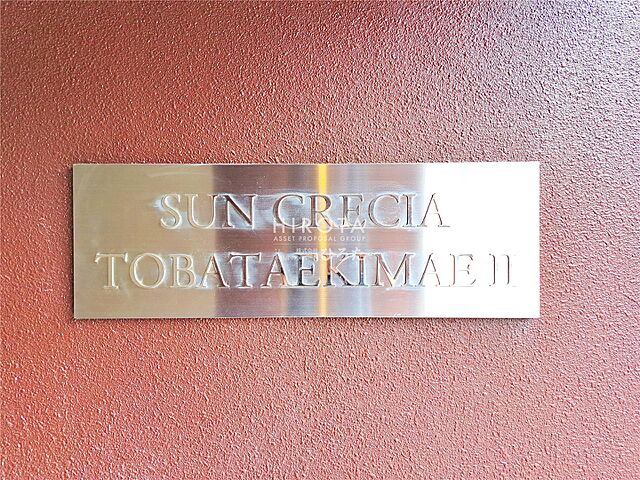 SUN GRECIA
HIROTA
ASSET PROPOSAL GROUP
TOBATAEKIMAE II